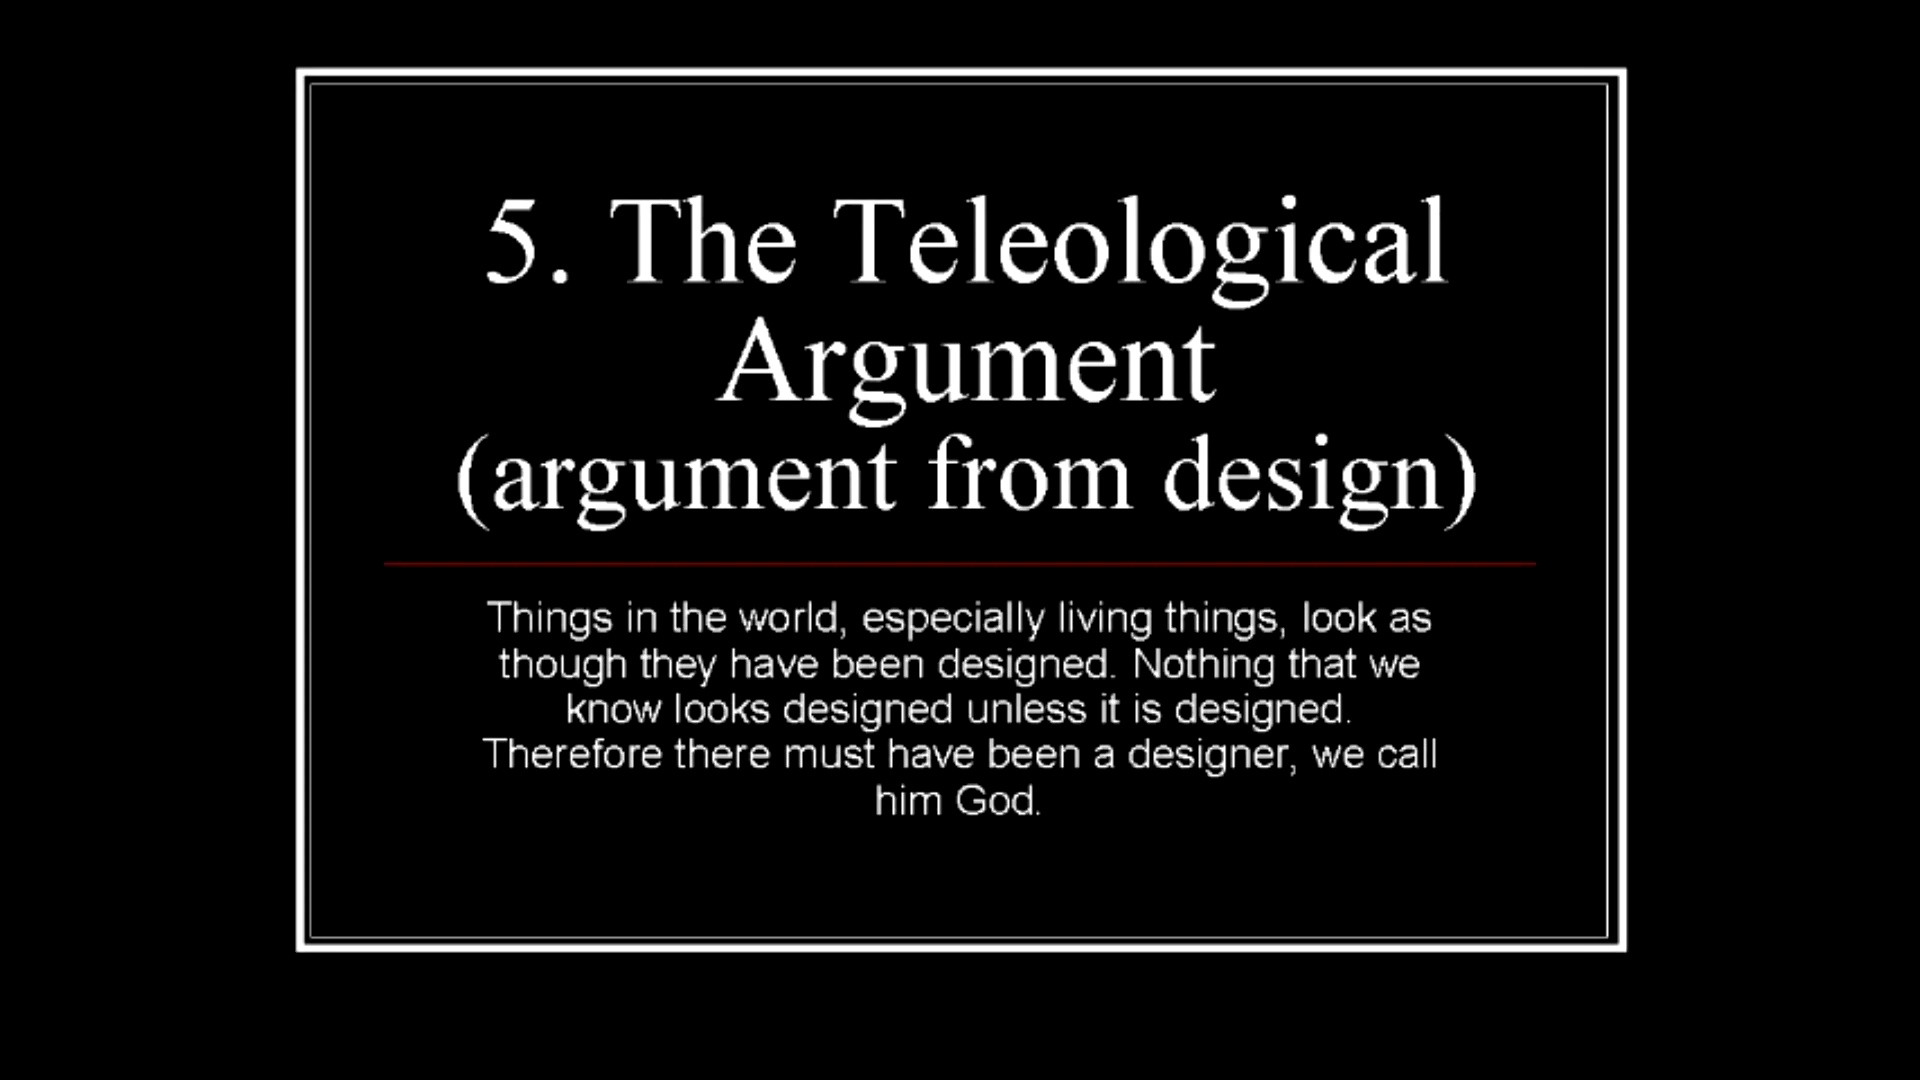 5. The Teleological
Argument
(argument from design)
Things in the world, especially living things, look as
though they have been designed. Nothing that we
know looks designed unless it is designed.
Therefore there must have been a designer, we call
him God.